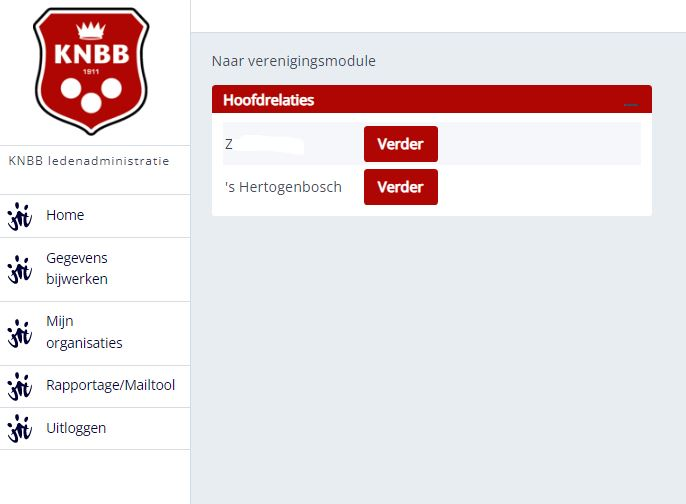 KNBB
1911
KNBB ledenadministratie
Home
Gegevens
bijwerken
Mijn
organisaties
Rapportage/Mailtool
Uitloggen
Naar verenigingsmodule
Hoofdrelaties
Z
Verder
's Hertogenbosch
Verder